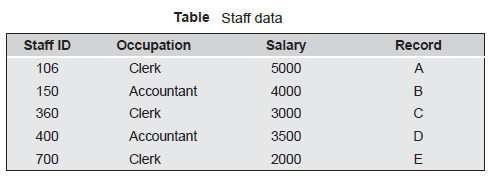 Table Staff data
Staff ID Occupation Salary Record
106 Clerk 5000 A
150 Accountant 4000 B
360 Clerk 3000 C
400 Accountant 3500 D
700 Clerk 2000 E